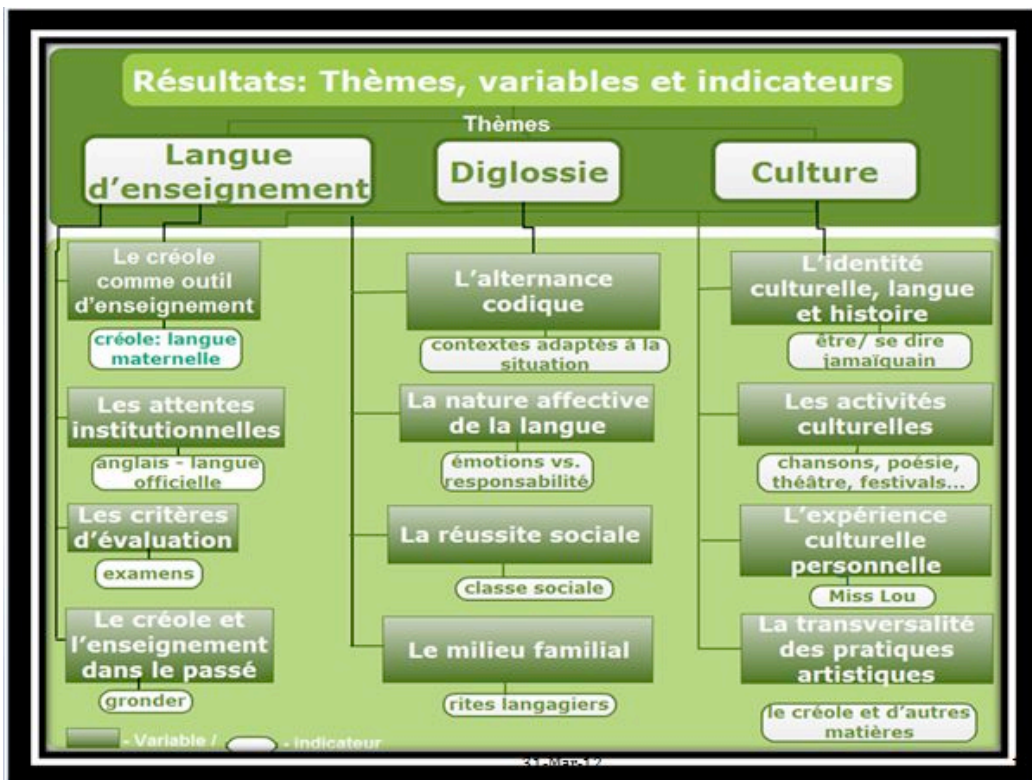 Résultats: Thèmes, variables et indicateurs
Thèmes
Langue
d'enseignement
Diglossie
Culture
Le créole
comme outil
d'enseignement
créole: langue
maternelle
Les attentes
institutionnelles
anglais - langue
officielle
Les critères
d'évaluation
examens
Le créole et
l'enseignement
dans le passé
gronder
L'alternance
codique
contextes adaptés á la
situation
La nature affective
de la langue
émotions vs.
responsabilité
La réussite sociale
classe sociale
Le milieu familial
rites langagiers
L'identité
culturelle, langue
et histoire
être/ se dire
jamaïquain
Les activités
culturelles
chansons, poésie,
théâtre, festivals...
L'expérience
culturelle
personnelle
Miss Lou
La transversalité
des pratiques
artistiques
le créole et d'autres
matières
- Variable / - Indicateur
31-Mar-12